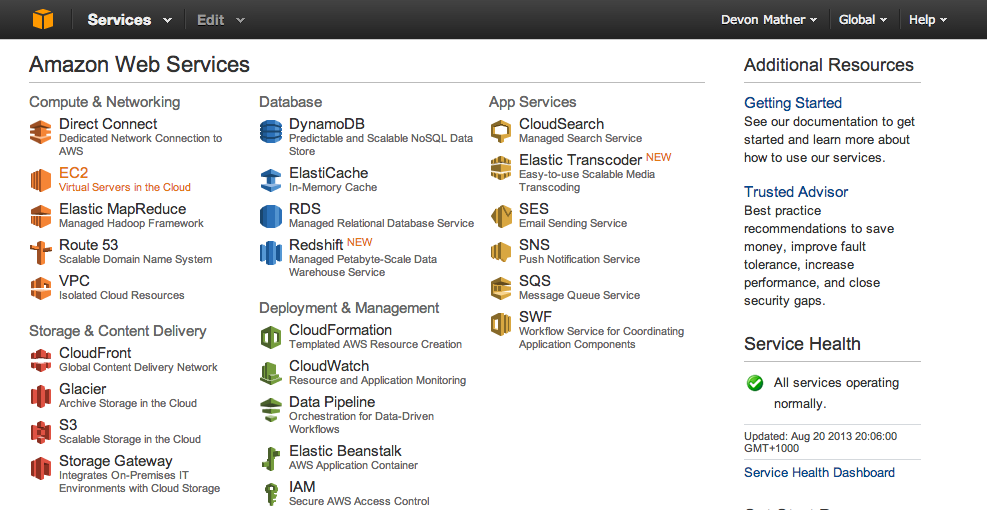 Services
Edit
Devon Mather
Global
Help
Amazon Web Services
Compute & Networking
Direct Connect
Dedicated Network Connection to
AWS
EC2
Virtual Servers in the Cloud
Elastic MapReduce
Managed Hadoop Framework
Route 53
Scalable Domain Name System
VPC
Isolated Cloud Resources
Storage & Content Delivery
CloudFront
Global Content Delivery Network
Glacier
Archive Storage in the Cloud
S3
Scalable Storage in the Cloud
Storage Gateway
Integrates On-Premises IT
Environments with Cloud Storage
Database
DynamoDB
Predictable and Scalable NoSQL Data
Store
ElastiCache
In-Memory Cache
RDS
Managed Relational Database Service
Redshift NEW
Managed Petabyte-Scale Data
Warehouse Service
Deployment & Management
CloudFormation
Templated AWS Resource Creation
CloudWatch
Resource and Application Monitoring
Data Pipeline
Orchestration for Data-Driven
Workflows
Elastic Beanstalk
AWS Application Container
IAM
Secure AWS Access Control
App Services
CloudSearch
Managed Search Service
Elastic Transcoder NEW
Easy-to-use Scalable Media
Transcoding
SES
Email Sending Service
SNS
Push Notification Service
SQS
Message Queue Service
SWF
Workflow Service for Coordinating
Application Components
Additional Resources
Getting Started
See our documentation to get
started and learn more about
how to use our services.
Trusted Advisor
Best practice
recommendations to save
money, improve fault
tolerance, increase
performance, and close
security gaps.
Service Health
All services operating
normally.
Updated: Aug 20 2013 20:06:00
GMT+1000
Service Health Dashboard